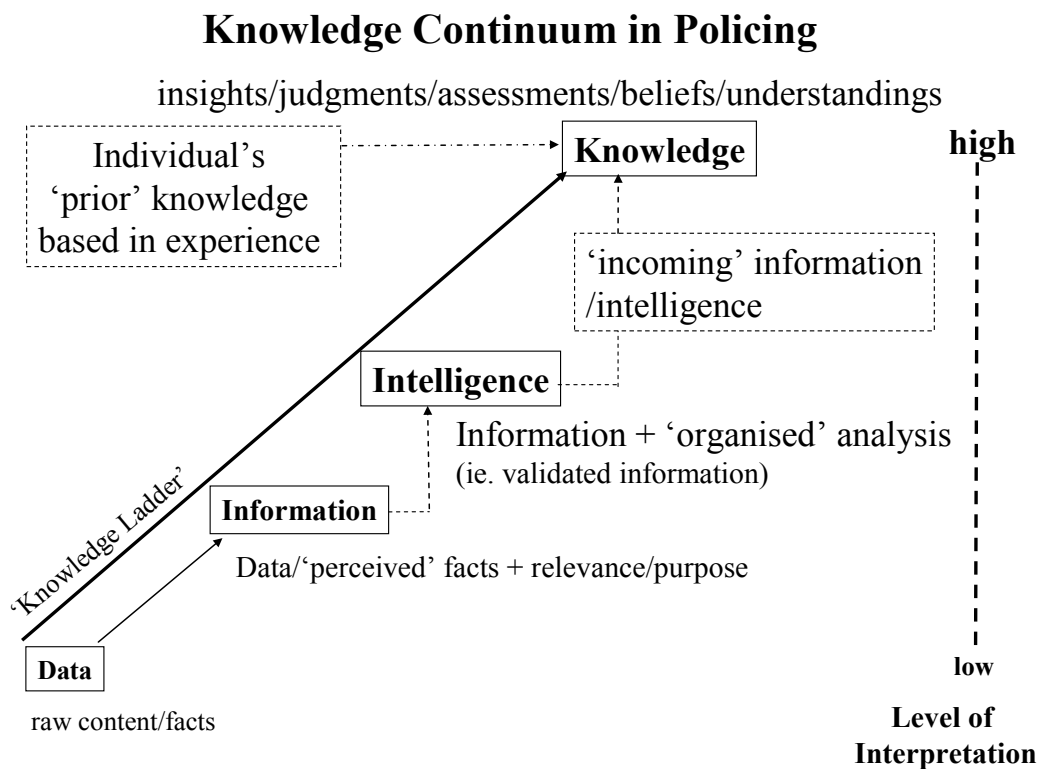 Knowledge Continuum in Policing
insights/judgments/assessments/beliefs/understandings
Individual’s
‘prior’ knowledge
based in experience
Knowledge
high
‘incoming’ information
/intelligence
Intelligence
Information + ‘organised’ analysis
(ie. validated information)
‘Knowledge Ladder’
Information
Data/‘perceived’ facts + relevance/purpose
Data
raw content/facts
low
Level of
Interpretation